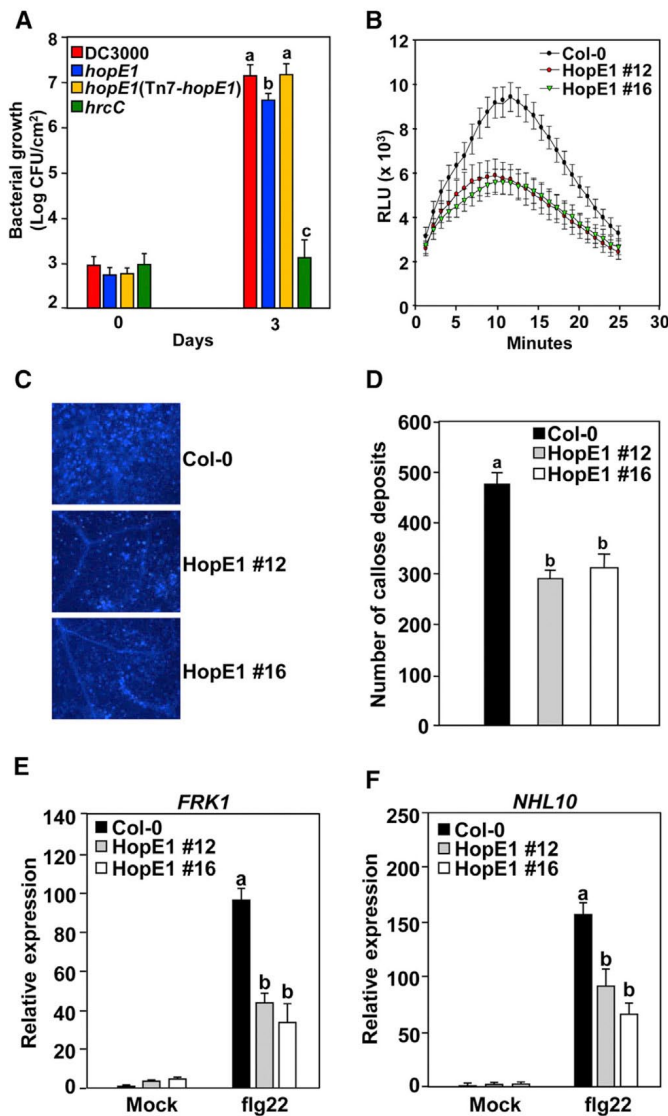 A
DC3000
hopE1
hopE1(Tn7-hopE1)
hrcC
Bacterial growth
(Log CFU/cm²)
8
7
6
5
4
3
2
a
b
a
c
0
3
Days
B
Col-0
HopE1 #12
HopE1 #16
RLU (x 10³)
12
10
8
6
4
2
0
0 5 10 15 20 25 30
Minutes
C
Col-0
HopE1 #12
HopE1 #16
D
Col-0
HopE1 #12
HopE1 #16
Number of callose deposits
600
500
400
300
200
100
0
a
b
b
E
FRK1
Col-0
HopE1 #12
HopE1 #16
Relative expression
140
120
100
80
60
40
20
0
a
b
b
Mock
flg22
F
NHL10
Col-0
HopE1 #12
HopE1 #16
Relative expression
250
200
150
100
50
0
a
b
b
Mock
flg22